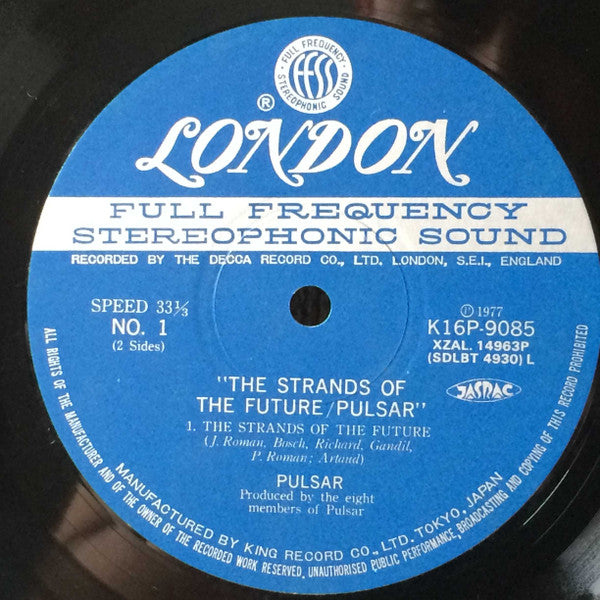 FULL FREQUENCY
ffss
STEREOPHONIC SOUND
®
LONDON
FULL FREQUENCY
STEREOPHONIC SOUND
RECORDED BY THE DECCA RECORD CO., LTD. LONDON, S.E.I., ENGLAND
SPEED 33⅓
NO. 1
(2 Sides)
Ⓟ 1977
K16P-9085
XZAL. 14963P
(SDLBT 4930) L
JASRAC
"THE STRANDS OF
THE FUTURE/PULSAR"
1. THE STRANDS OF THE FUTURE
(J. Roman, Bosch, Richard, Gandil,
P. Roman; Artaud)
PULSAR
Produced by the eight
members of Pulsar
MANUFACTURED BY KING RECORD CO., LTD. TOKYO, JAPAN
ALL RIGHTS OF THE MANUFACTURER AND OF THE OWNER OF THE RECORDED WORK RESERVED. UNAUTHORISED PUBLIC PERFORMANCE, BROADCASTING AND COPYING OF THIS RECORD PROHIBITED